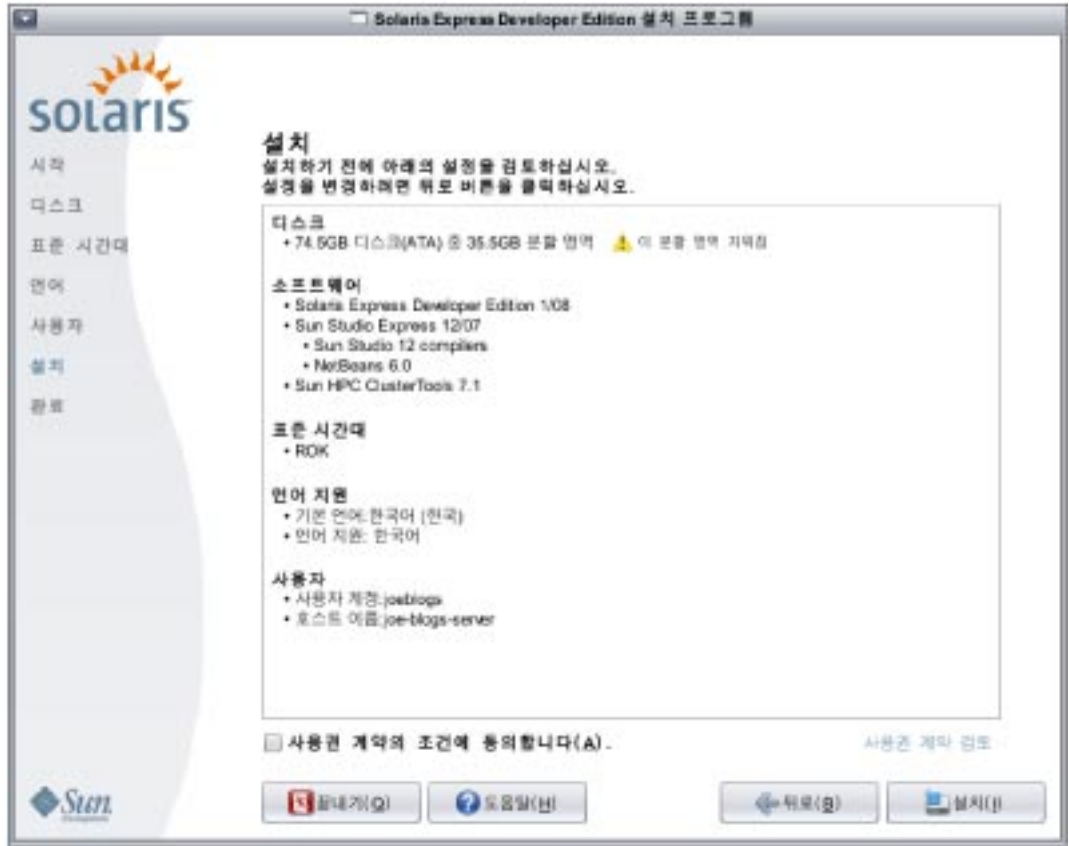 Solaris Express Developer Edition 설치 프로그램
solaris
시작
디스크
표준 시간대
언어
사용자
설치
완료
설치
설치하기 전에 아래의 설정을 검토하십시오.
설정을 변경하려면 뒤로 버튼을 클릭하십시오.
디스크
• 74.5GB 디스크(ATA) 중 35.5GB 분할 영역 이 분할 영역 지워짐
소프트웨어
• Solaris Express Developer Edition 1/08
• Sun Studio Express 12/07
• Sun Studio 12 compilers
• NetBeans 6.0
• Sun HPC ClusterTools 7.1
표준 시간대
• ROK
언어 지원
• 기본 언어:한국어 (한국)
• 언어 지원: 한국어
사용자
• 사용자 계정:joeblogs
• 호스트 이름:joe-blogs-server
사용권 계약의 조건에 동의합니다(A).
사용권 계약 검토
Sun
끝내기(Q)
도움말(H)
뒤로(B)
설치(I)